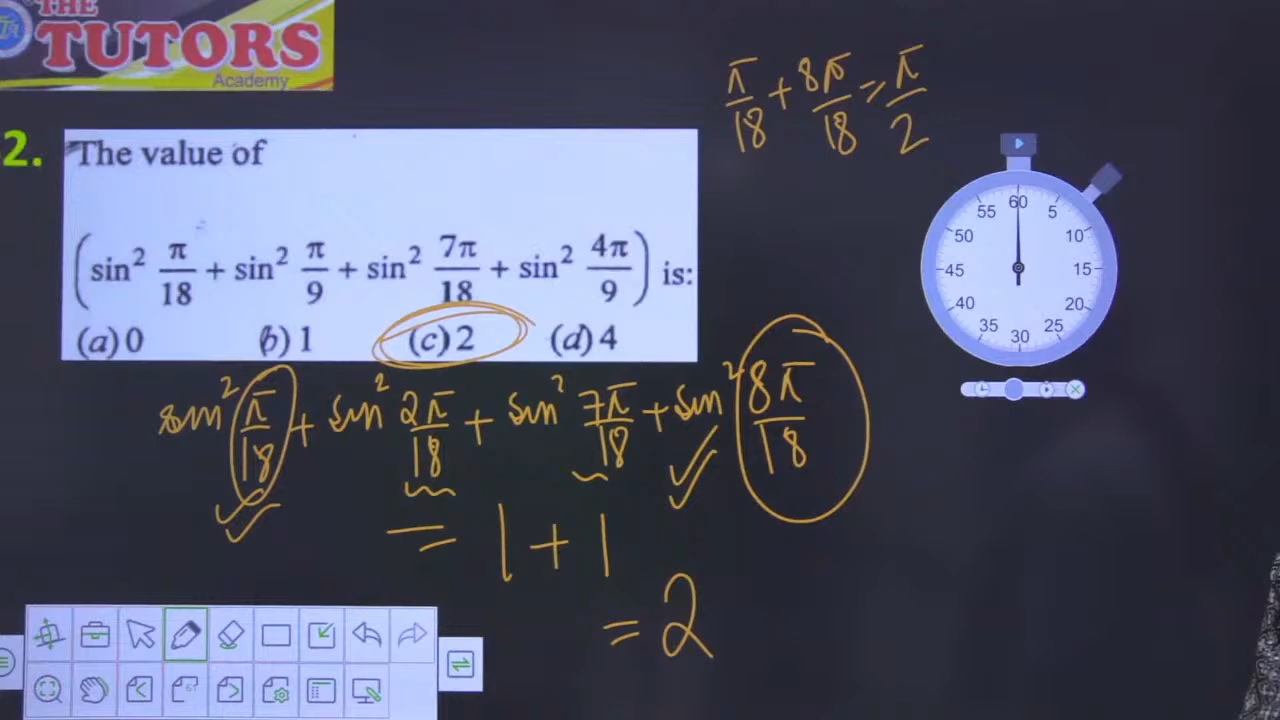 THE
TUTORS
Academy
π/18 + 8π/18 = π/2
2. The value of
(sin² π/18 + sin² π/9 + sin² 7π/18 + sin² 4π/9) is:
(a) 0 (b) 1 (c) 2 (d) 4
sin² π/18 + sin² 2π/18 + sin² 7π/18 + sin² 8π/18
= 1 + 1
= 2
60
55 5
50 10
45 15
40 20
35 25
30